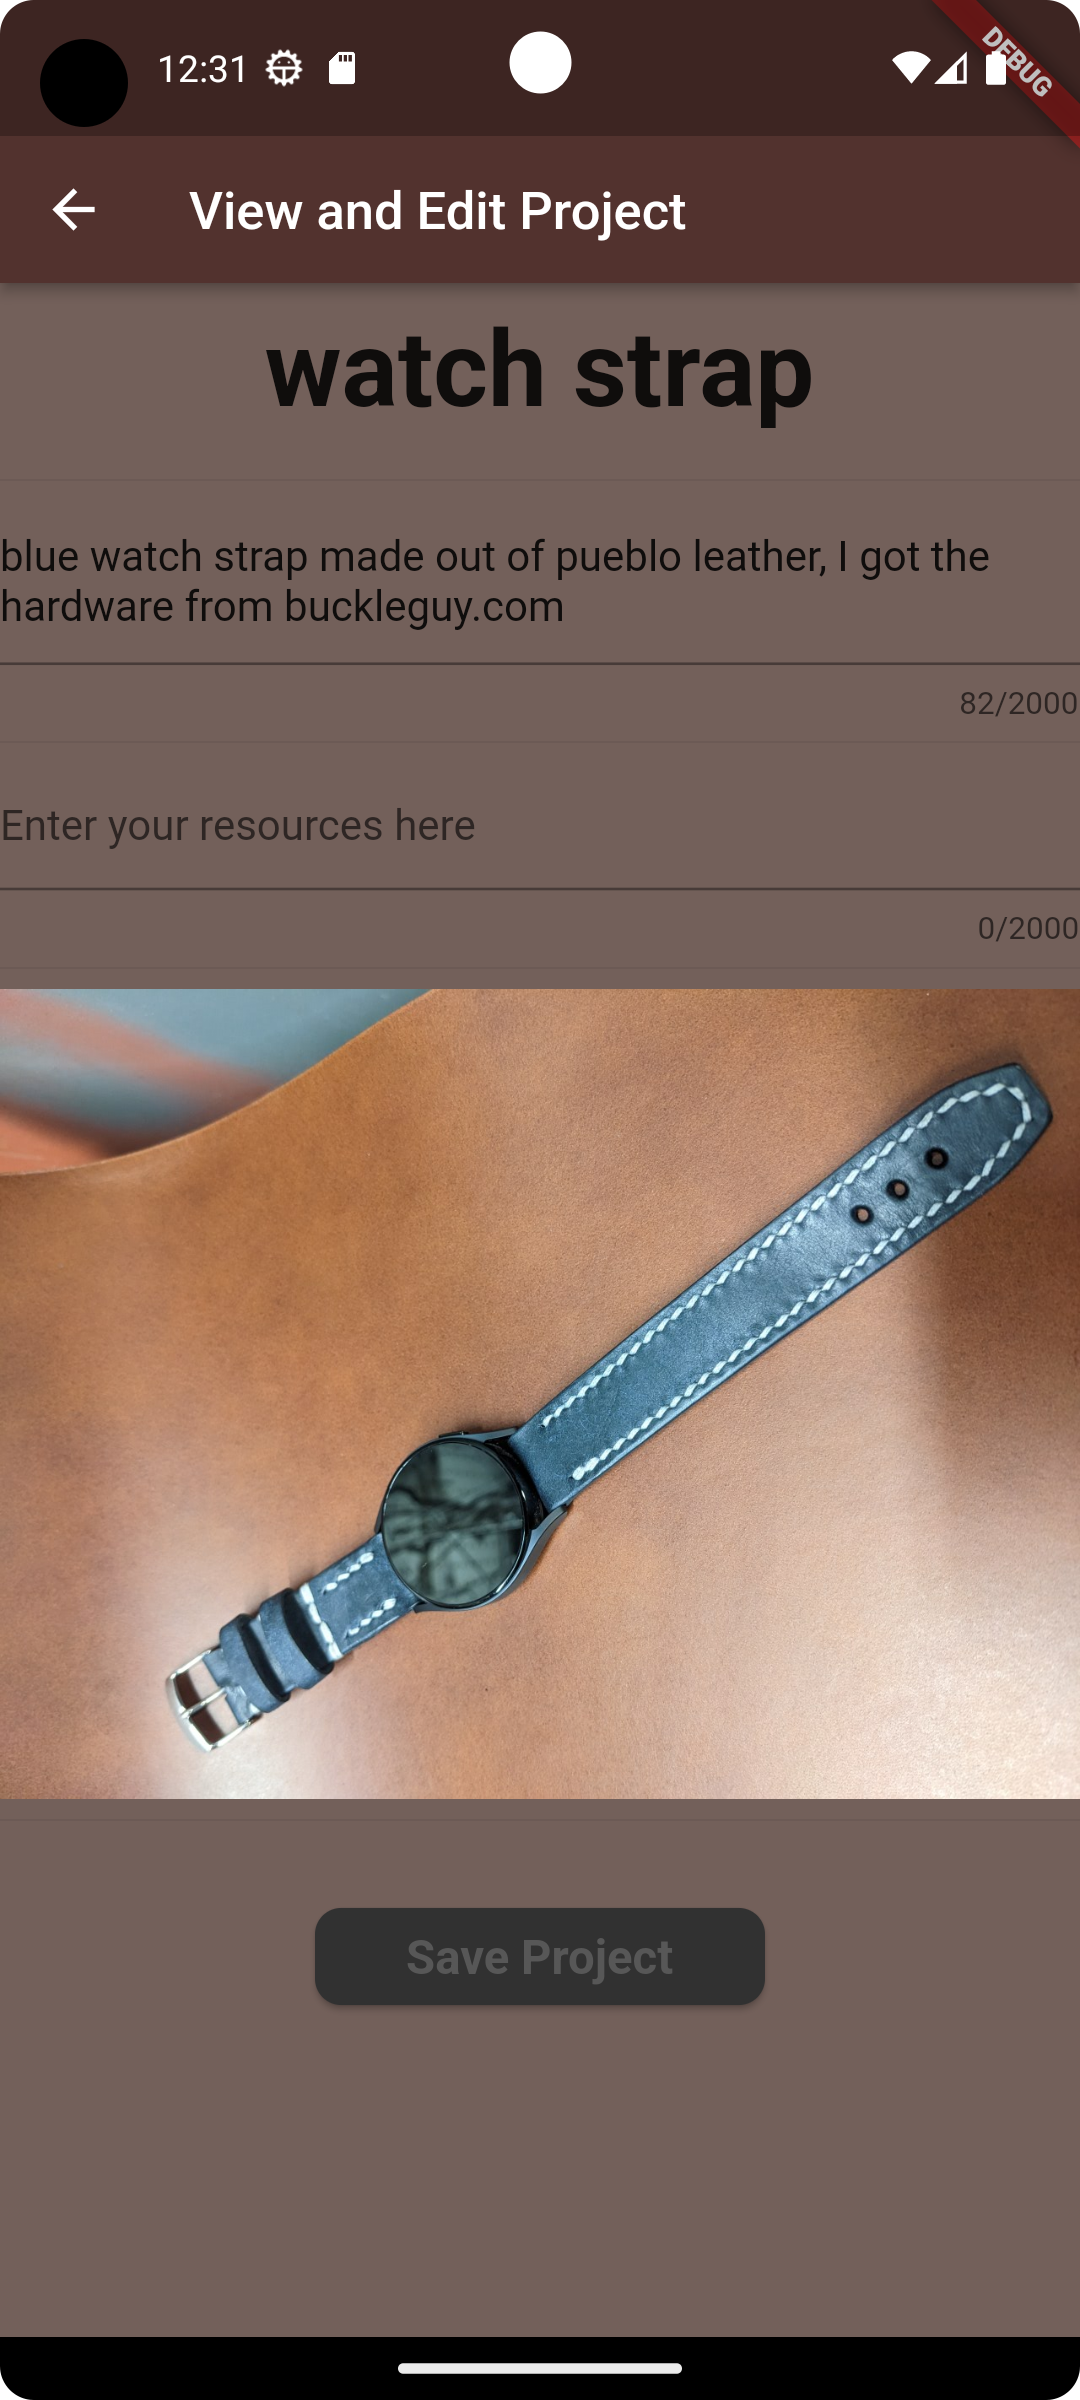 12:31
DEBUG
View and Edit Project
watch strap
blue watch strap made out of pueblo leather, I got the
hardware from buckleguy.com
82/2000
Enter your resources here
0/2000
Save Project